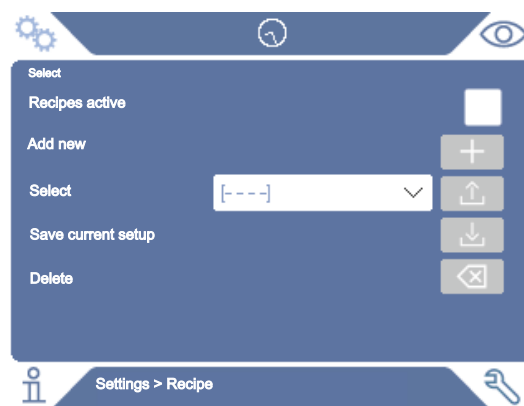 Select
Recipes active
Add new
Select [----]
Save current setup
Delete
Settings > Recipe